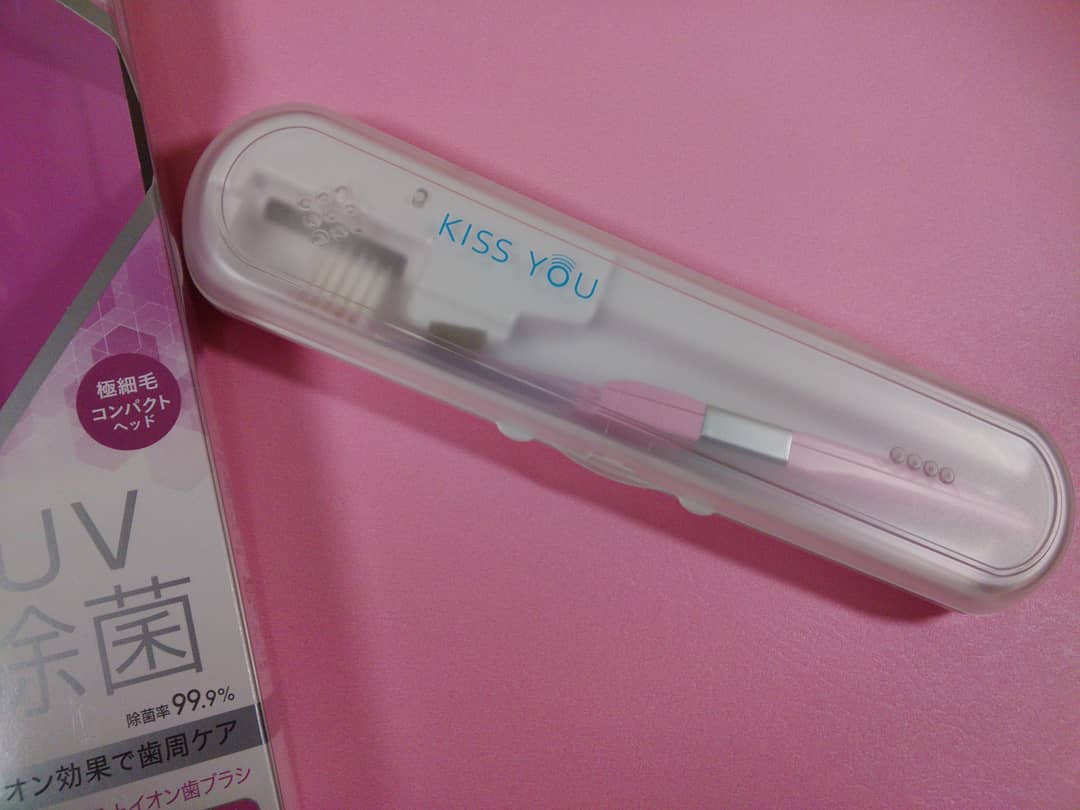 KISS YOU
極細毛
コンパクト
ヘッド
UV
除菌
除菌率99.9%
オン効果で歯周ケア
イオン歯ブラシ